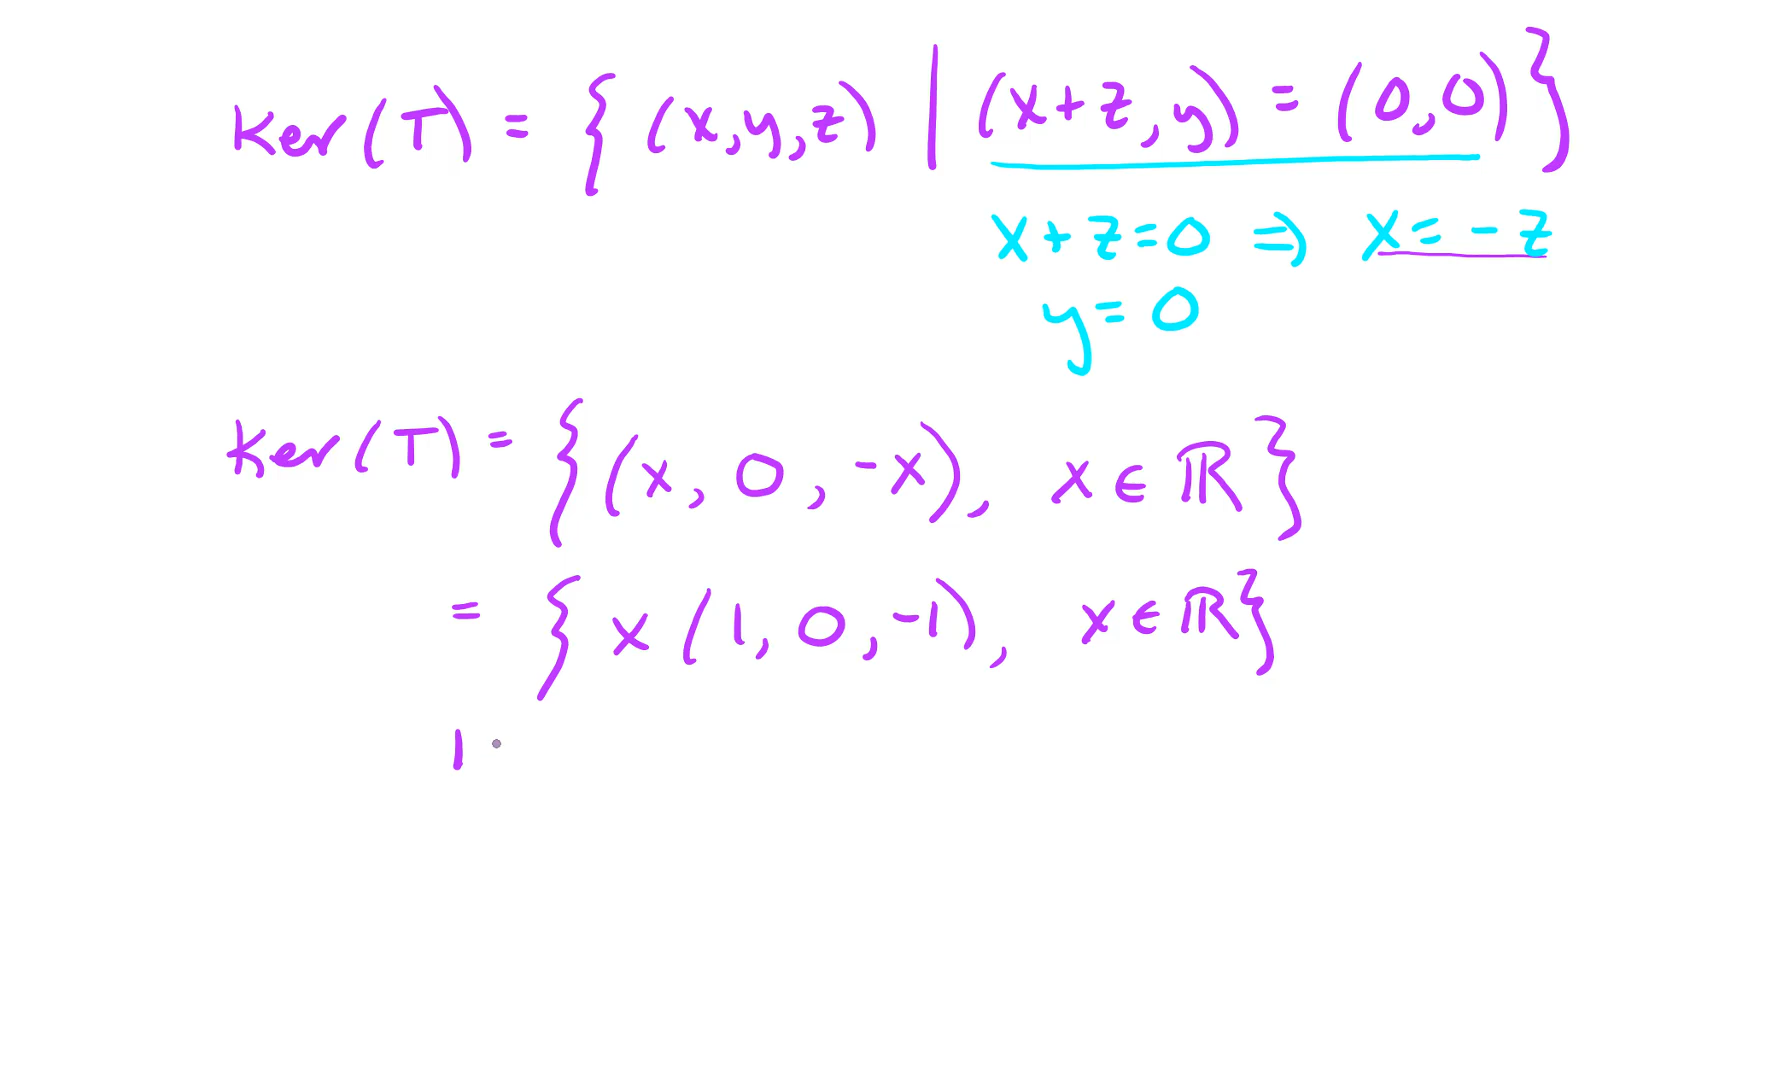 Ker(T) = { (x,y,z) | (x+z,y) = (0,0) }
x+z=0 ⇒ x=-z
y=0
Ker(T) = { (x, 0, -x), x ∈ ℝ }
= { x (1, 0, -1), x ∈ ℝ }